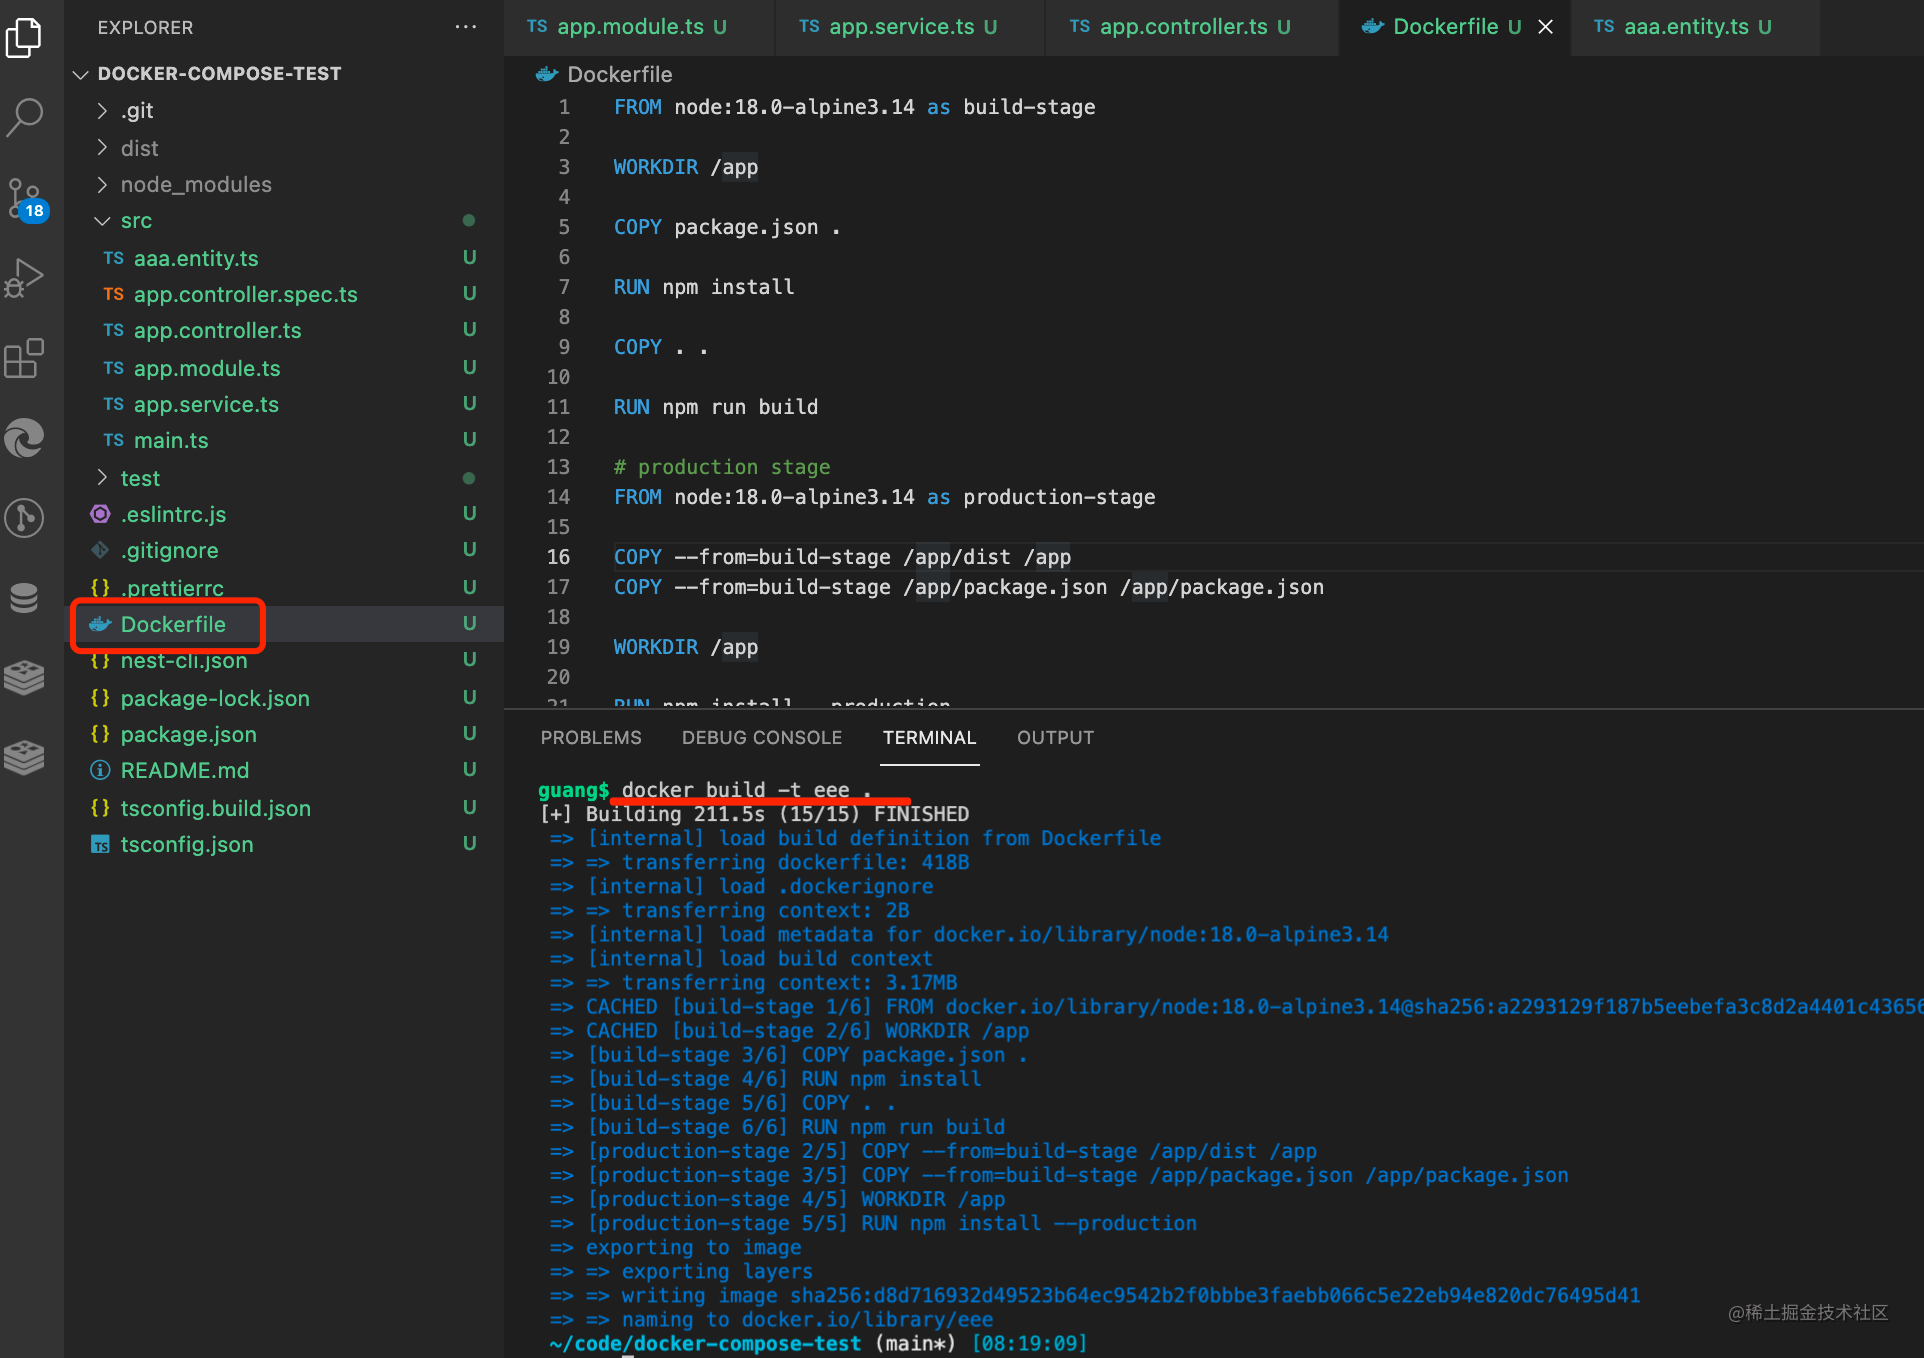 EXPLORER
DOCKER-COMPOSE-TEST
.git
dist
node_modules
src
TS aaa.entity.ts U
TS app.controller.spec.ts U
TS app.controller.ts U
TS app.module.ts U
TS app.service.ts U
TS main.ts U
test
.eslintrc.js U
.gitignore U
{} .prettierrc U
Dockerfile U
{} nest-cli.json U
{} package-lock.json U
{} package.json U
README.md U
{} tsconfig.build.json U
TS tsconfig.json U
18
TS app.module.ts U
TS app.service.ts U
TS app.controller.ts U
Dockerfile U
TS aaa.entity.ts U
Dockerfile
1 FROM node:18.0-alpine3.14 as build-stage
2
3 WORKDIR /app
4
5 COPY package.json .
6
7 RUN npm install
8
9 COPY . .
10
11 RUN npm run build
12
13 # production stage
14 FROM node:18.0-alpine3.14 as production-stage
15
16 COPY --from=build-stage /app/dist /app
17 COPY --from=build-stage /app/package.json /app/package.json
18
19 WORKDIR /app
20
21 RUN npm install --production
PROBLEMS
DEBUG CONSOLE
TERMINAL
OUTPUT
guang$ docker build -t eee .
[+] Building 211.5s (15/15) FINISHED
=> [internal] load build definition from Dockerfile
=> => transferring dockerfile: 418B
=> [internal] load .dockerignore
=> => transferring context: 2B
=> [internal] load metadata for docker.io/library/node:18.0-alpine3.14
=> [internal] load build context
=> => transferring context: 3.17MB
=> CACHED [build-stage 1/6] FROM docker.io/library/node:18.0-alpine3.14@sha256:a2293129f187b5eebefa3c8d2a4401c43656
=> CACHED [build-stage 2/6] WORKDIR /app
=> [build-stage 3/6] COPY package.json .
=> [build-stage 4/6] RUN npm install
=> [build-stage 5/6] COPY . .
=> [build-stage 6/6] RUN npm run build
=> [production-stage 2/5] COPY --from=build-stage /app/dist /app
=> [production-stage 3/5] COPY --from=build-stage /app/package.json /app/package.json
=> [production-stage 4/5] WORKDIR /app
=> [production-stage 5/5] RUN npm install --production
=> exporting to image
=> => exporting layers
=> => writing image sha256:d8d716932d49523b64ec9542b2f0bbbe3faebb066c5e22eb94e820dc76495d41
=> => naming to docker.io/library/eee
~/code/docker-compose-test (main*) [08:19:09]
@稀土掘金技术社区